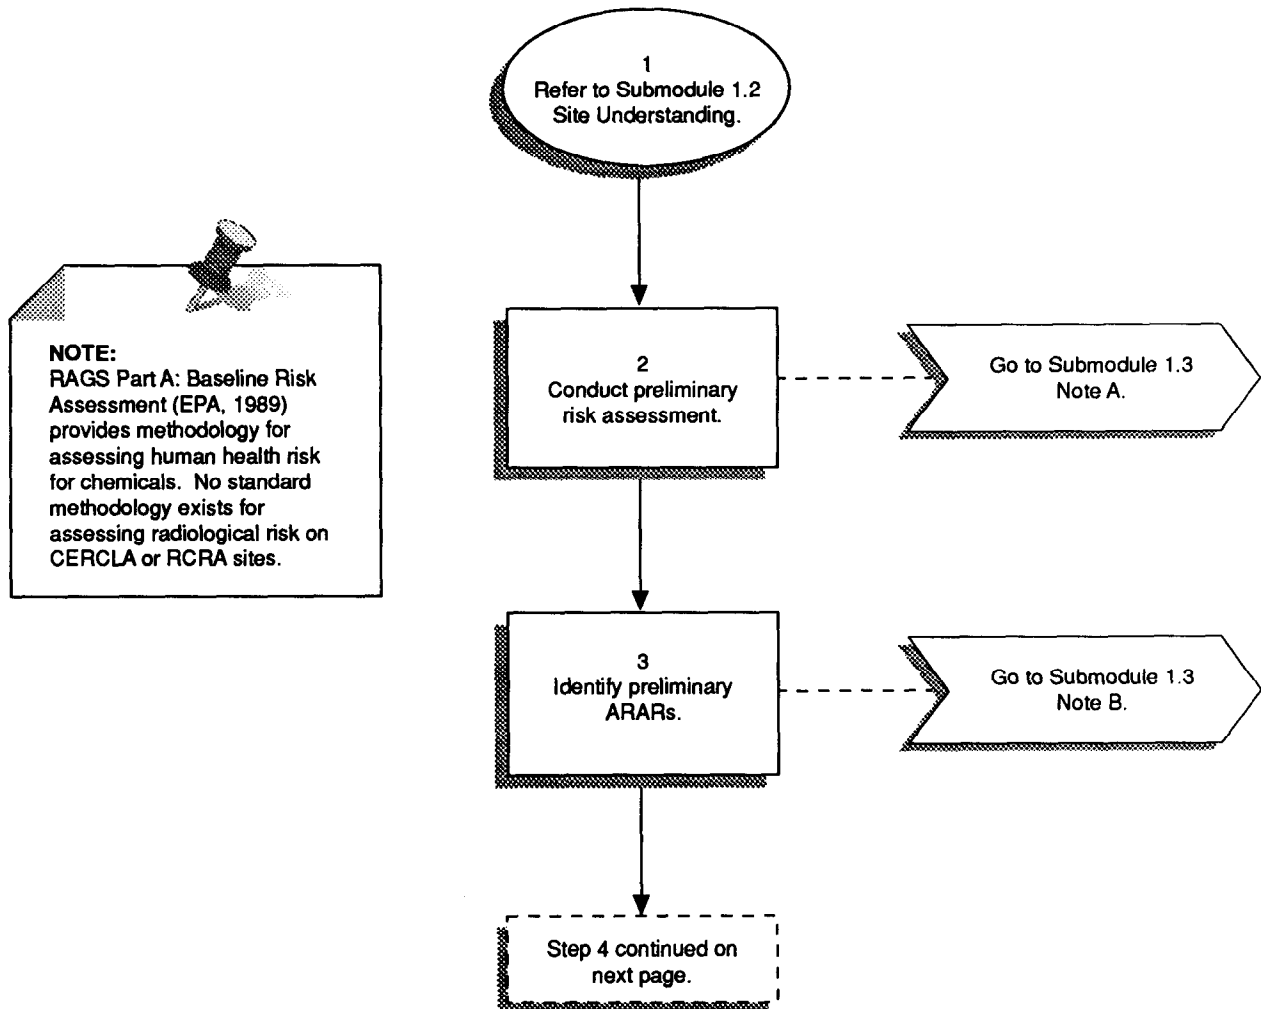 1
Refer to Submodule 1.2
Site Understanding.
NOTE:
RAGS Part A: Baseline Risk
Assessment (EPA, 1989)
provides methodology for
assessing human health risk
for chemicals. No standard
methodology exists for
assessing radiological risk on
CERCLA or RCRA sites.
2
Conduct preliminary
risk assessment.
Go to Submodule 1.3
Note A.
3
Identify preliminary
ARARs.
Go to Submodule 1.3
Note B.
Step 4 continued on
next page.